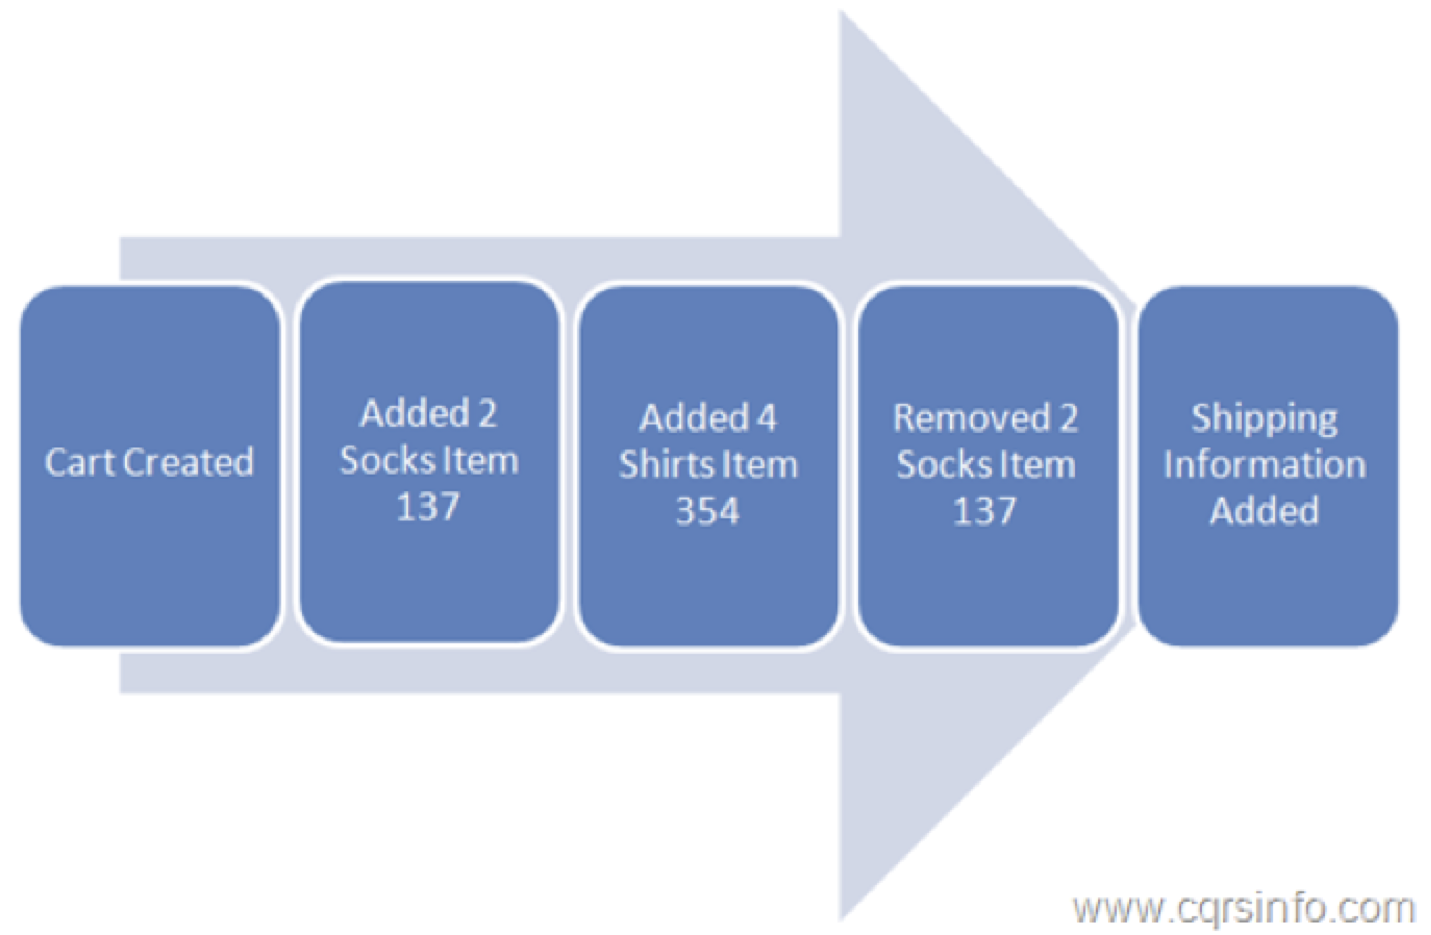 Cart Created
Added 2
Socks Item
137
Added 4
Shirts Item
354
Removed 2
Socks Item
137
Shipping
Information
Added
www.cqrsinfo.com